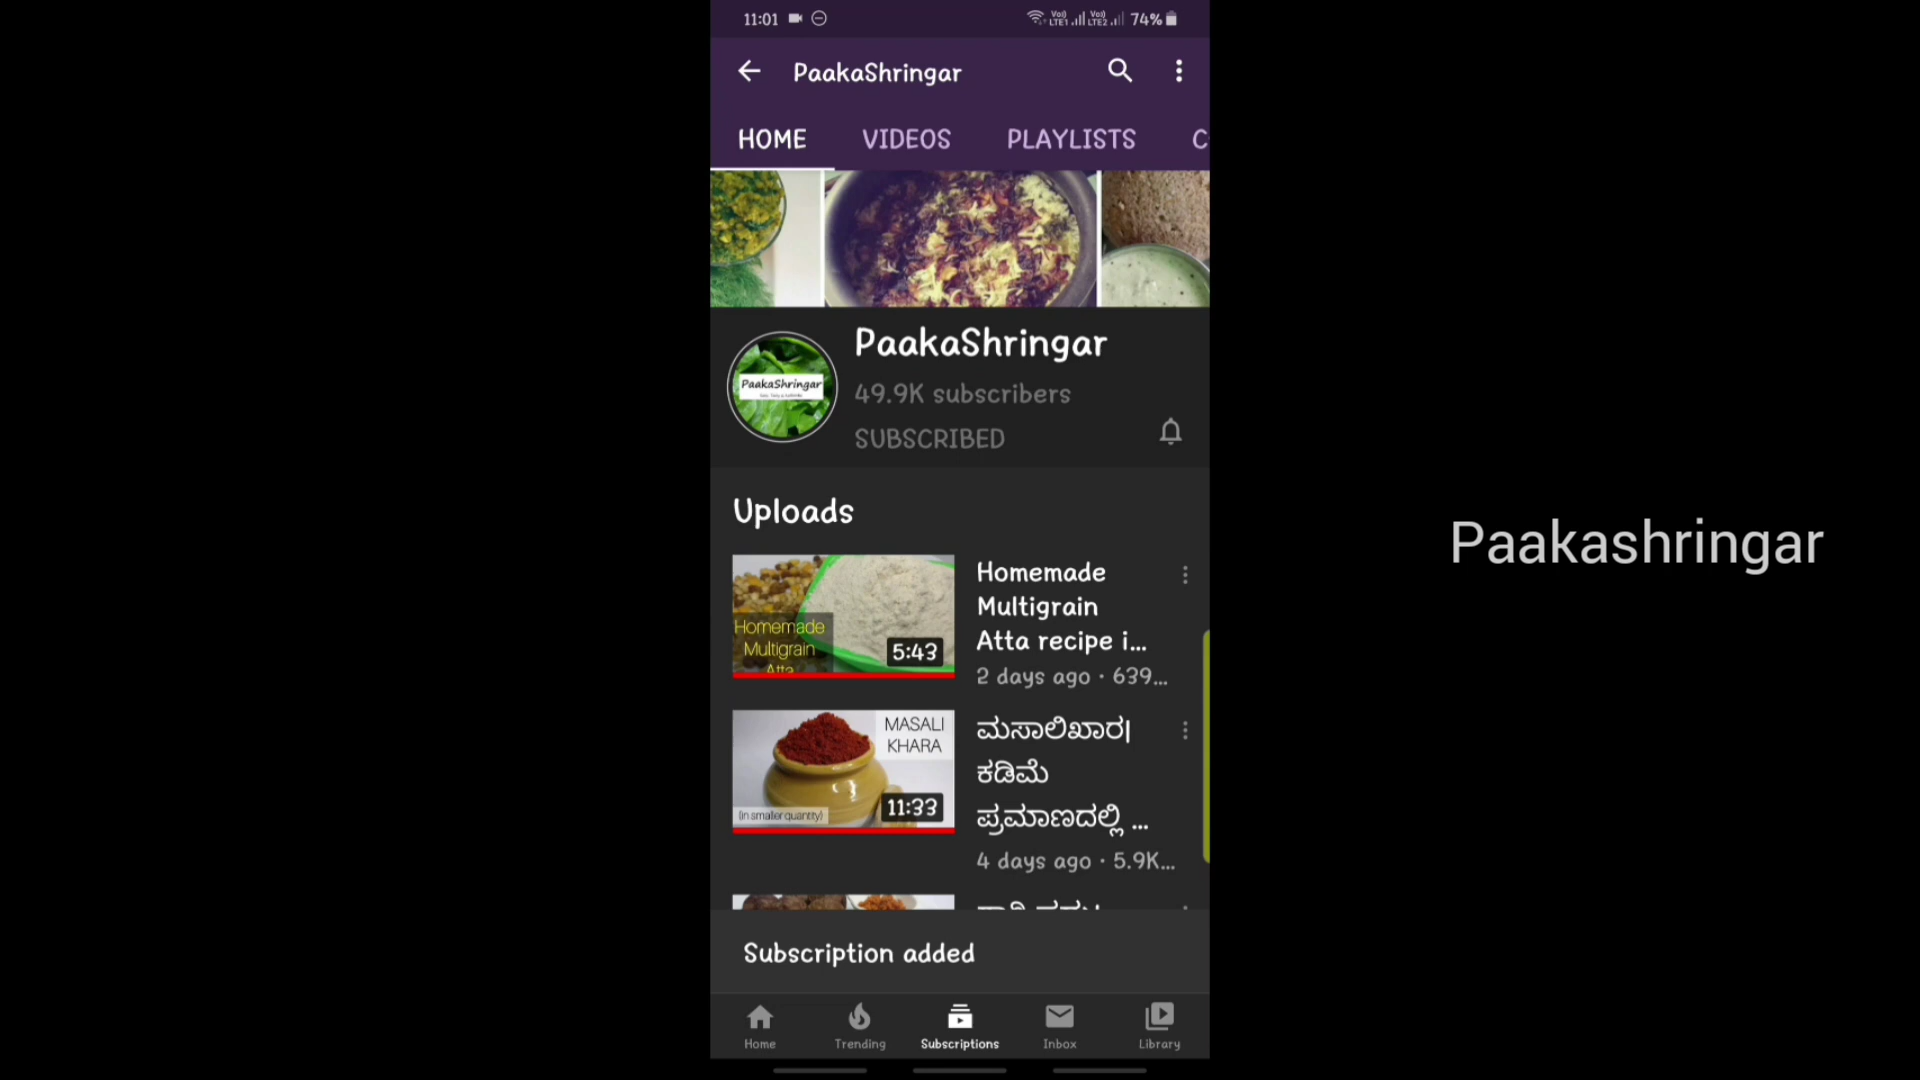 11:01
74%
PaakaShringar
HOME VIDEOS PLAYLISTS C
PaakaShringar
PaakaShringar
49.9K subscribers
SUBSCRIBED
Uploads
Homemade
Multigrain
Atta
5:43
Homemade
Multigrain
Atta recipe i...
2 days ago · 639...
MASALI
KHARA
(in smaller quantity)
11:33
ಮಸಾಲಿಖಾರ|
ಕಡಿಮೆ
ಪ್ರಮಾಣದಲ್ಲಿ ...
4 days ago · 5.9K...
Subscription added
Home Trending Subscriptions Inbox Library
Paakashringar